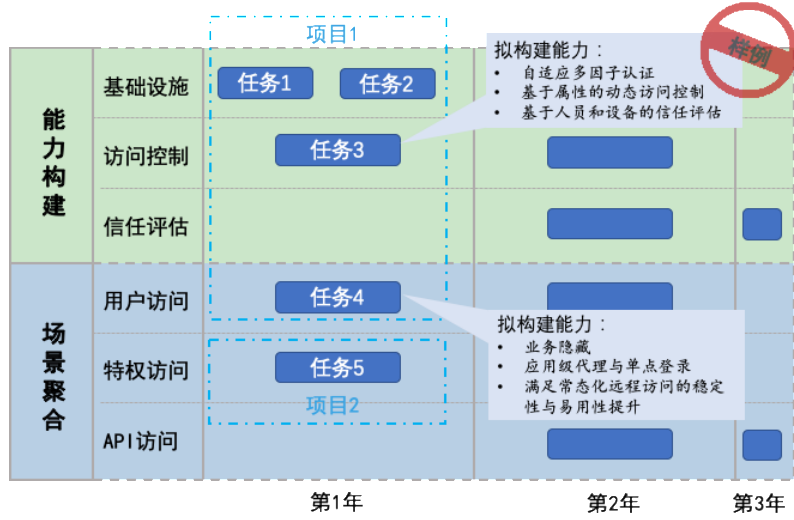 项目1
样例
拟构建能力：
• 自适应多因子认证
• 基于属性的动态访问控制
• 基于人员和设备的信任评估
能力构建
基础设施
任务1
任务2
访问控制
任务3
信任评估
场景聚合
用户访问
任务4
拟构建能力：
• 业务隐藏
• 应用级代理与单点登录
• 满足常态化远程访问的稳定
性与易用性提升
特权访问
任务5
项目2
API访问
第1年
第2年
第3年